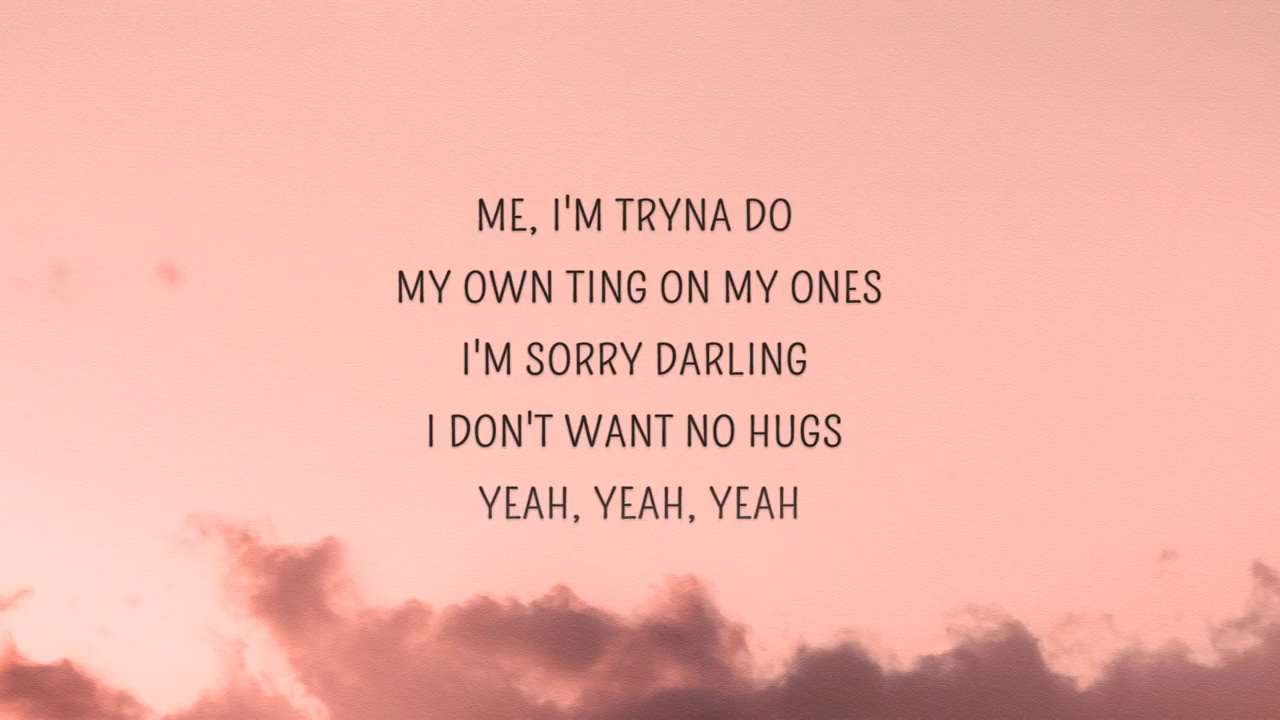 ME, I'M TRYNA DO
MY OWN TING ON MY ONES
I'M SORRY DARLING
I DON'T WANT NO HUGS
YEAH, YEAH, YEAH